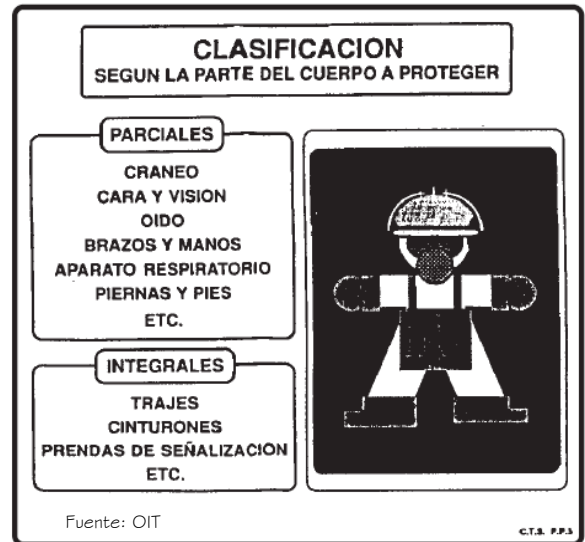 CLASIFICACION
SEGUN LA PARTE DEL CUERPO A PROTEGER
PARCIALES
CRANEO
CARA Y VISION
OIDO
BRAZOS Y MANOS
APARATO RESPIRATORIO
PIERNAS Y PIES
ETC.
INTEGRALES
TRAJES
CINTURONES
PRENDAS DE SEÑALIZACION
ETC.
Fuente: OIT
C.T.S. P.P.5